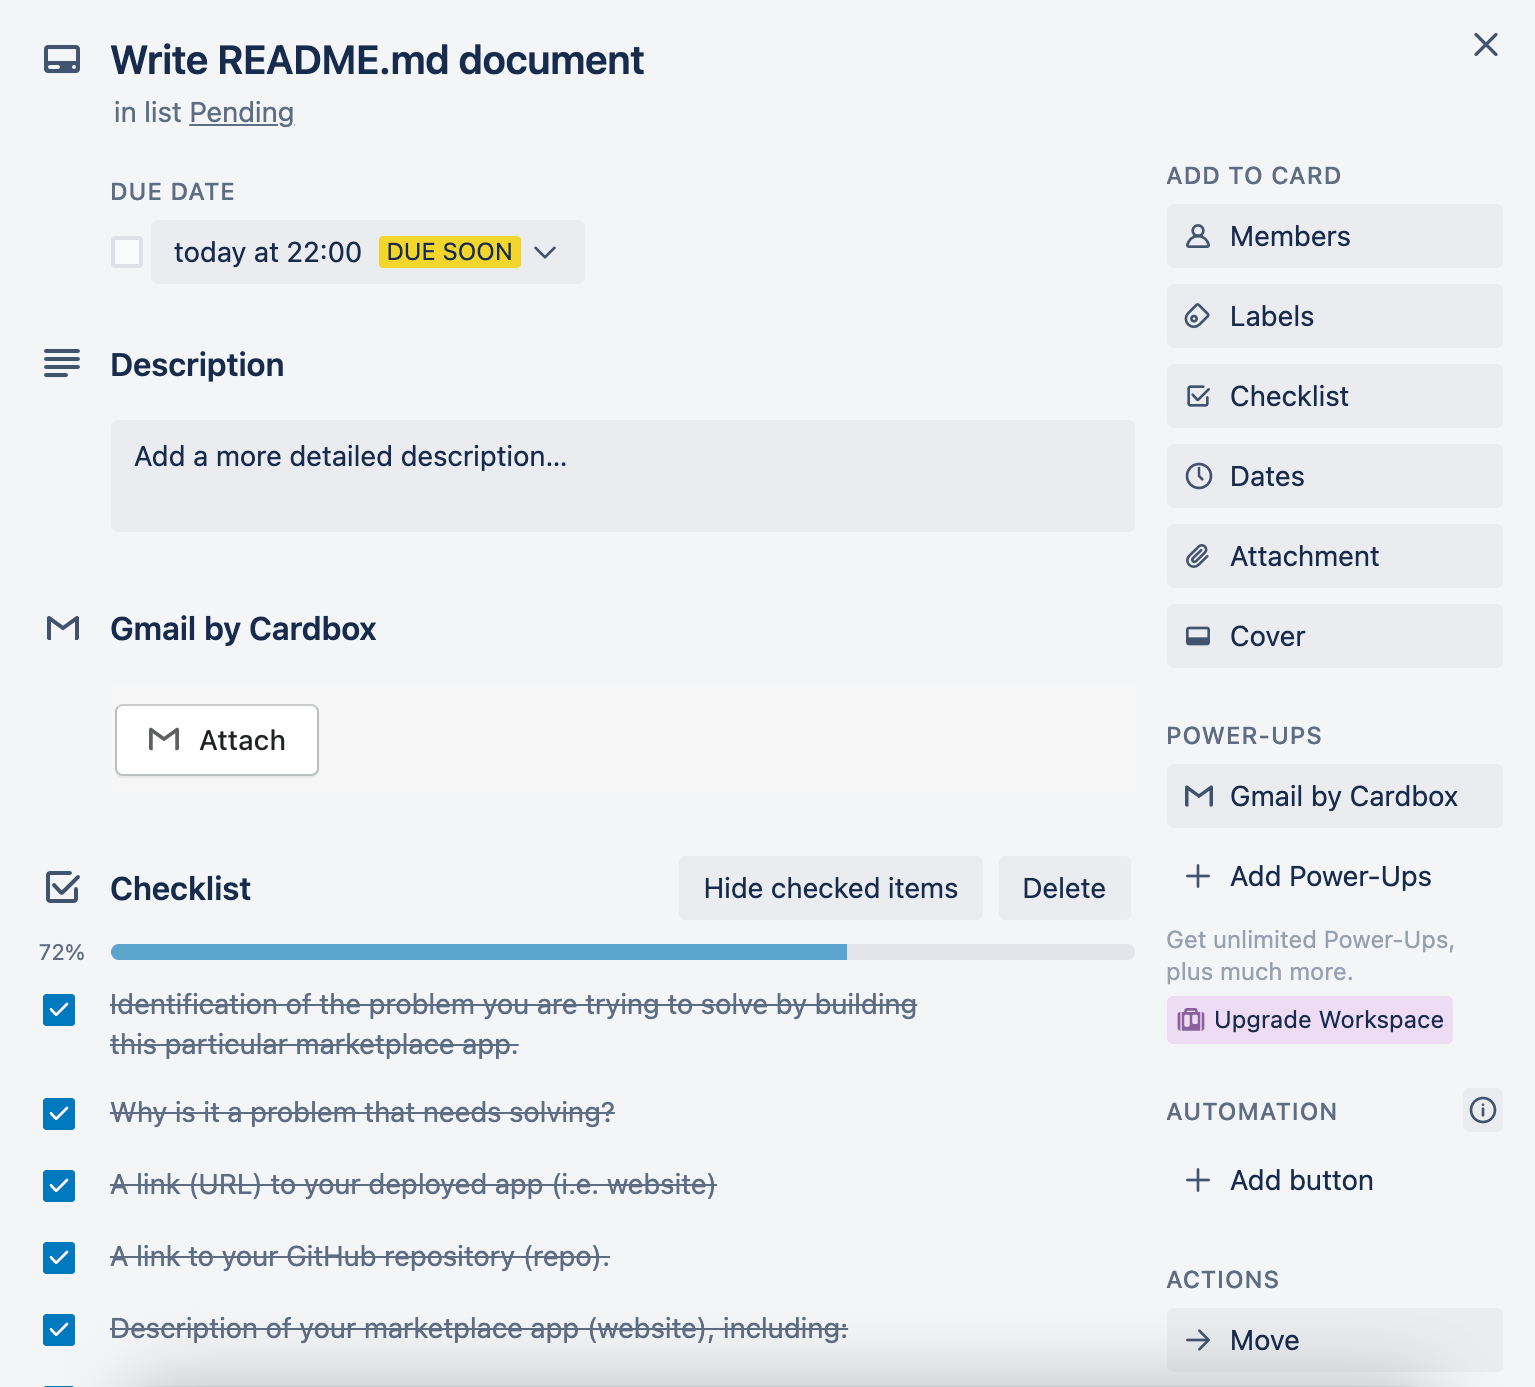 Write README.md document
in list Pending
DUE DATE
today at 22:00 DUE SOON
Description
Add a more detailed description...
Gmail by Cardbox
Attach
Checklist
Hide checked items
Delete
72%
Identification of the problem you are trying to solve by building
this particular marketplace app.
Why is it a problem that needs solving?
A link (URL) to your deployed app (i.e. website)
A link to your GitHub repository (repo).
Description of your marketplace app (website), including:
ADD TO CARD
Members
Labels
Checklist
Dates
Attachment
Cover
POWER-UPS
Gmail by Cardbox
Add Power-Ups
Get unlimited Power-Ups,
plus much more.
Upgrade Workspace
AUTOMATION
Add button
ACTIONS
Move